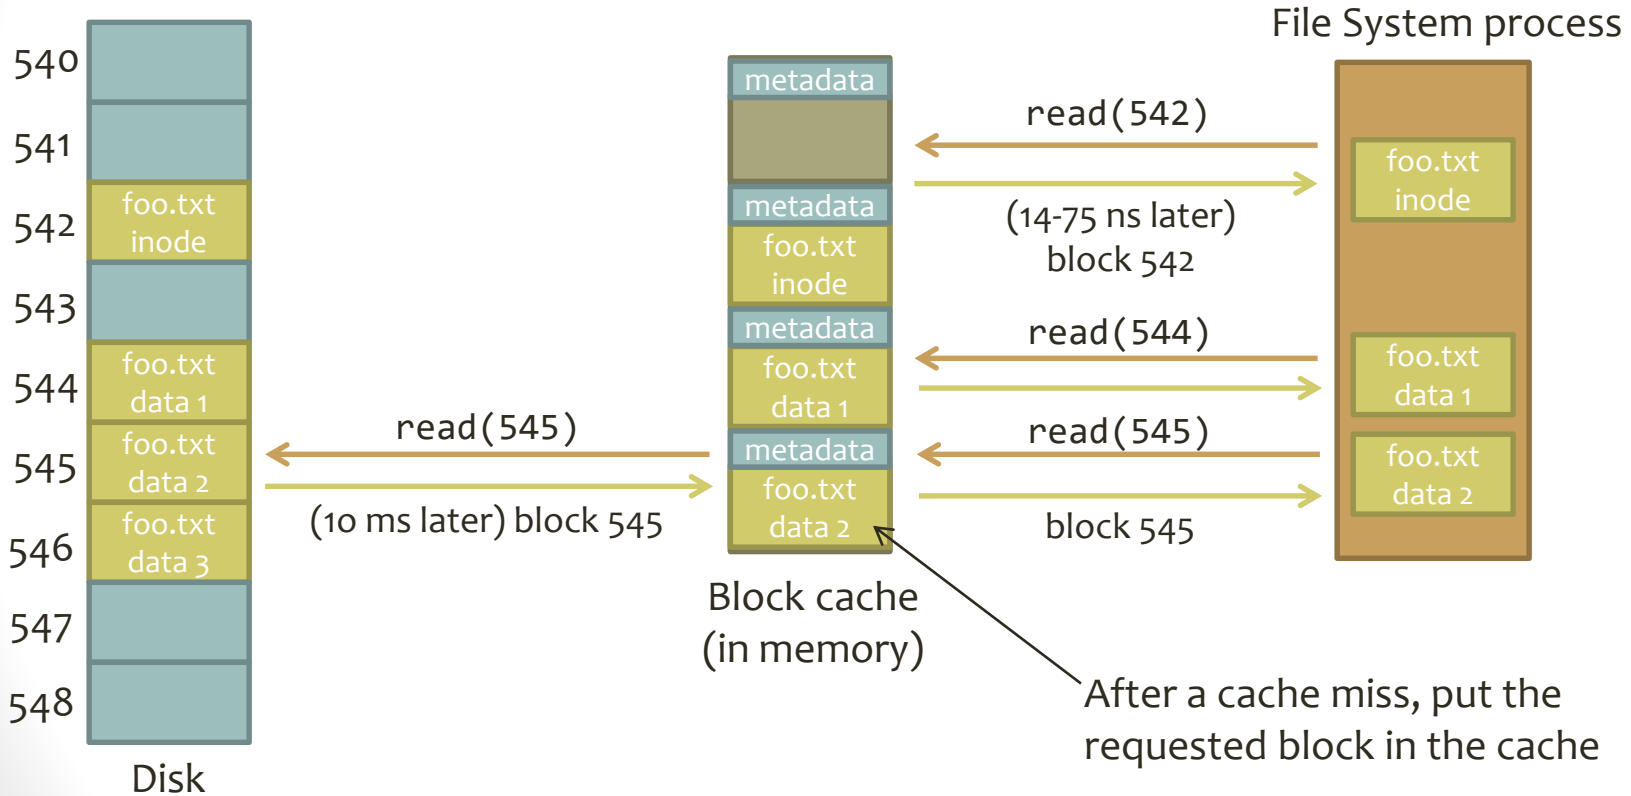 File System process
540
541
542
543
544
545
546
547
548
foo.txt
inode
foo.txt
data 1
foo.txt
data 2
foo.txt
data 3
Disk
read(545)
(10 ms later) block 545
metadata
metadata
foo.txt
inode
metadata
foo.txt
data 1
metadata
foo.txt
data 2
Block cache
(in memory)
read(542)
(14-75 ns later)
block 542
read(544)
read(545)
block 545
foo.txt
inode
foo.txt
data 1
foo.txt
data 2
After a cache miss, put the
requested block in the cache